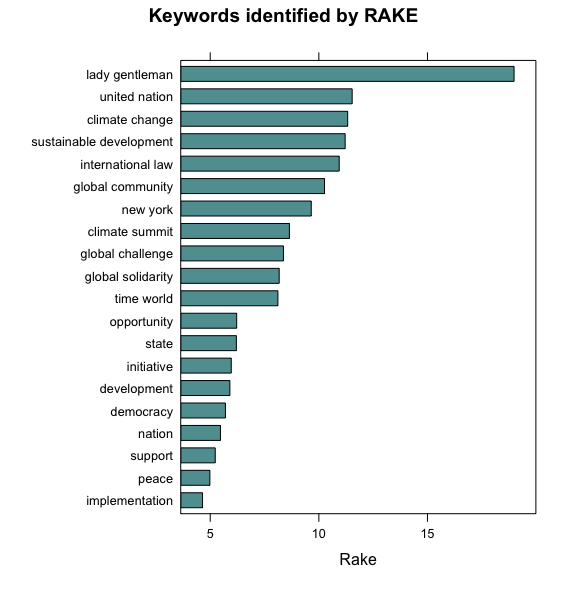 Keywords identified by RAKE
lady gentleman
united nation
climate change
sustainable development
international law
global community
new york
climate summit
global challenge
global solidarity
time world
opportunity
state
initiative
development
democracy
nation
support
peace
implementation
5 10 15
Rake